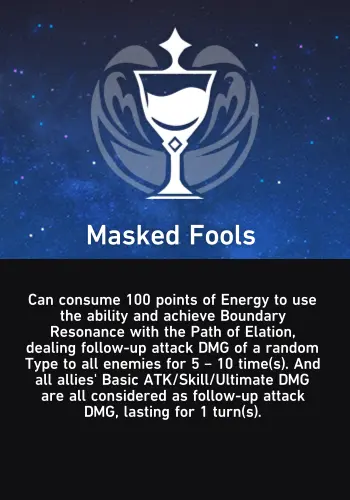 Masked Fools
Can consume 100 points of Energy to use
the ability and achieve Boundary
Resonance with the Path of Elation,
dealing follow-up attack DMG of a random
Type to all enemies for 5 – 10 time(s). And
all allies' Basic ATK/Skill/Ultimate DMG
are all considered as follow-up attack
DMG, lasting for 1 turn(s).